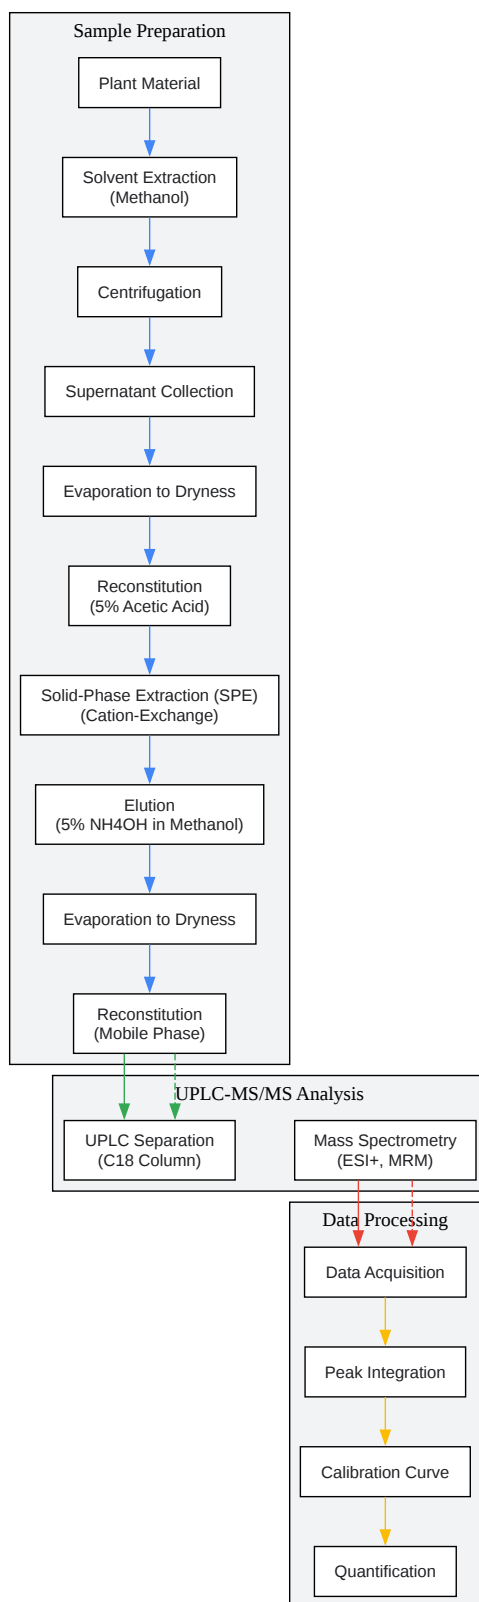 Sample Preparation
Plant Material
Solvent Extraction
(Methanol)
Centrifugation
Supernatant Collection
Evaporation to Dryness
Reconstitution
(5% Acetic Acid)
Solid-Phase Extraction (SPE)
(Cation-Exchange)
Elution
(5% NH4OH in Methanol)
Evaporation to Dryness
Reconstitution
(Mobile Phase)
UPLC-MS/MS Analysis
UPLC Separation
(C18 Column)
Mass Spectrometry
(ESI+, MRM)
Data Processing
Data Acquisition
Peak Integration
Calibration Curve
Quantification